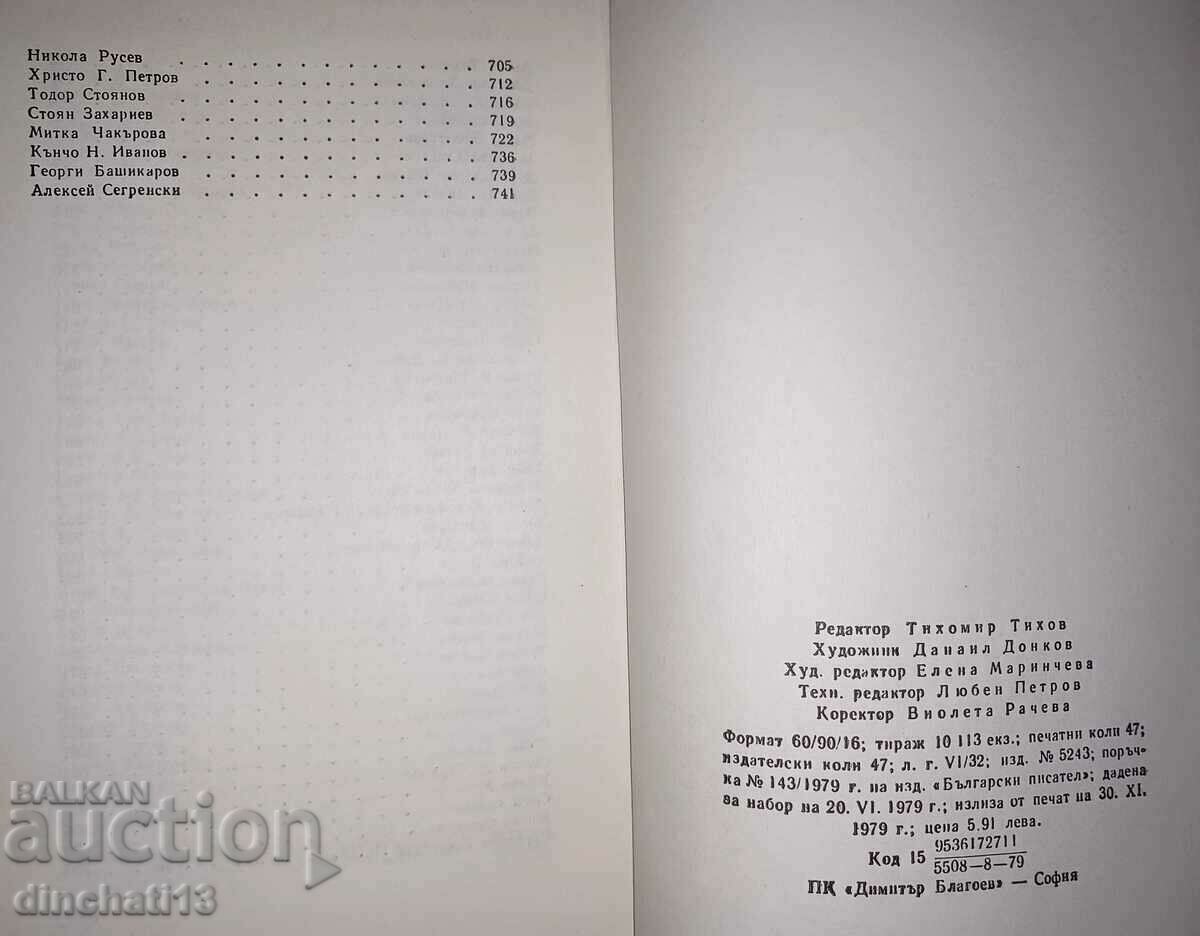 Никола Русев . . . . . . . . . . . . . 705
Христо Г. Петров . . . . . . . . . . . . 712
Тодор Стоянов . . . . . . . . . . . . . 716
Стоян Захариев . . . . . . . . . . . . . 719
Митка Чакърова . . . . . . . . . . . . 722
Кънчо Н. Иванов . . . . . . . . . . . . . 736
Георги Башикаров . . . . . . . . . . . . 739
Алексей Сегренски . . . . . . . . . . . . 741
Редактор Тихомир Тихов
Художник Данаил Донков
Худ. редактор Елена Маринчева
Техн. редактор Любен Петров
Коректор Виолета Рачева
Формат 60/90/16; тираж 10 113 екз.; печатни коли 47;
издателски коли 47; л. г. VI/32; изд. № 5243; поръч-
ка № 143/1979 г. на изд. «Български писател»; дадена
за набор на 20. VI. 1979 г.; излиза от печат на 30. XI.
1979 г.; цена 5.91 лева.
Код 15 9536172711
5508—8—79
ПК «Димитър Благоев» — София
BALKAN
auction
dinchati13